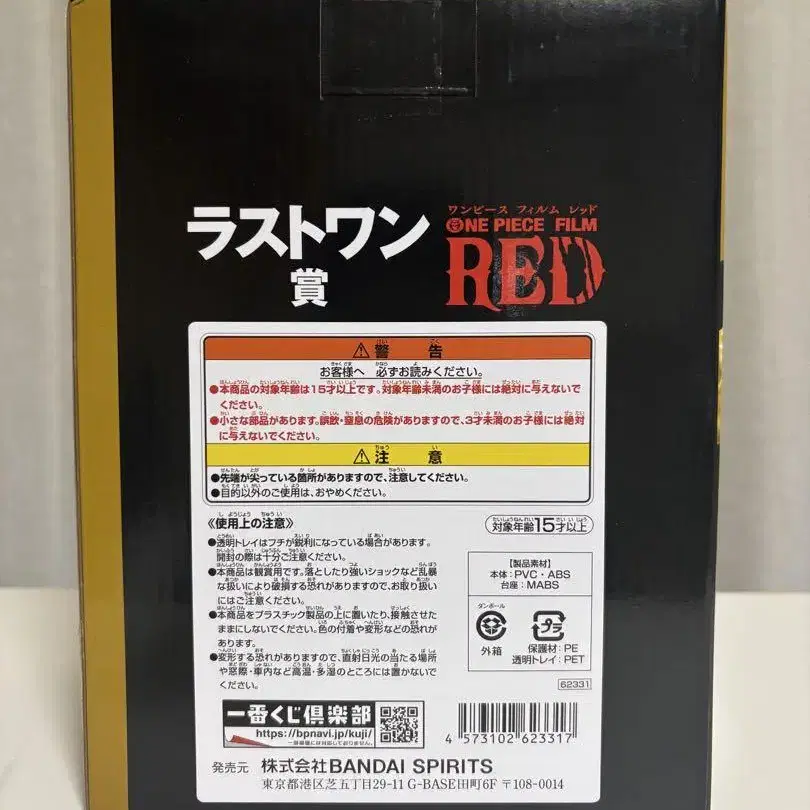 ラストワン
賞
ワンピース フィルム レッド
ONE PIECE FILM
RED
⚠警告
お客様へ 必ずお読みください。
●本商品の対象年齢は15才以上です。対象年齢未満のお子様には絶対に与えないで
ください。
●小さな部品があります。誤飲・窒息の危険がありますので、3才未満のお子様には絶対
に与えないでください。
⚠注意
●先端が尖っている箇所がありますので、注意してください。
●目的以外のご使用は、おやめください。
《使用上の注意》
●透明トレイはフチが鋭利になっている場合があります。
開封の際は十分ご注意ください。
●本商品は観賞用です。落としたり強いショックなど乱暴
な扱いにより破損する恐れがありますので、お取り扱い
にはご注意ください。
●本商品をプラスチック製品の上に置いたり、接触させた
ままにしないでください。色の付着や変形などの恐れが
あります。
●変形する恐れがありますので、直射日光の当たる場所
や窓際・車内など高温・多湿のところには置かないで
ください。
対象年齢15才以上
【製品素材】
本体：PVC・ABS
台座：MABS
ダンボール
外箱
プラ
保護材：PE
透明トレイ：PET
62331
一番くじ倶楽部
https://bpnavi.jp/kuji/
4 573102 623317
発売元 株式会社BANDAI SPIRITS
東京都港区芝五丁目29-11 G-BASE田町6F 〒108-0014